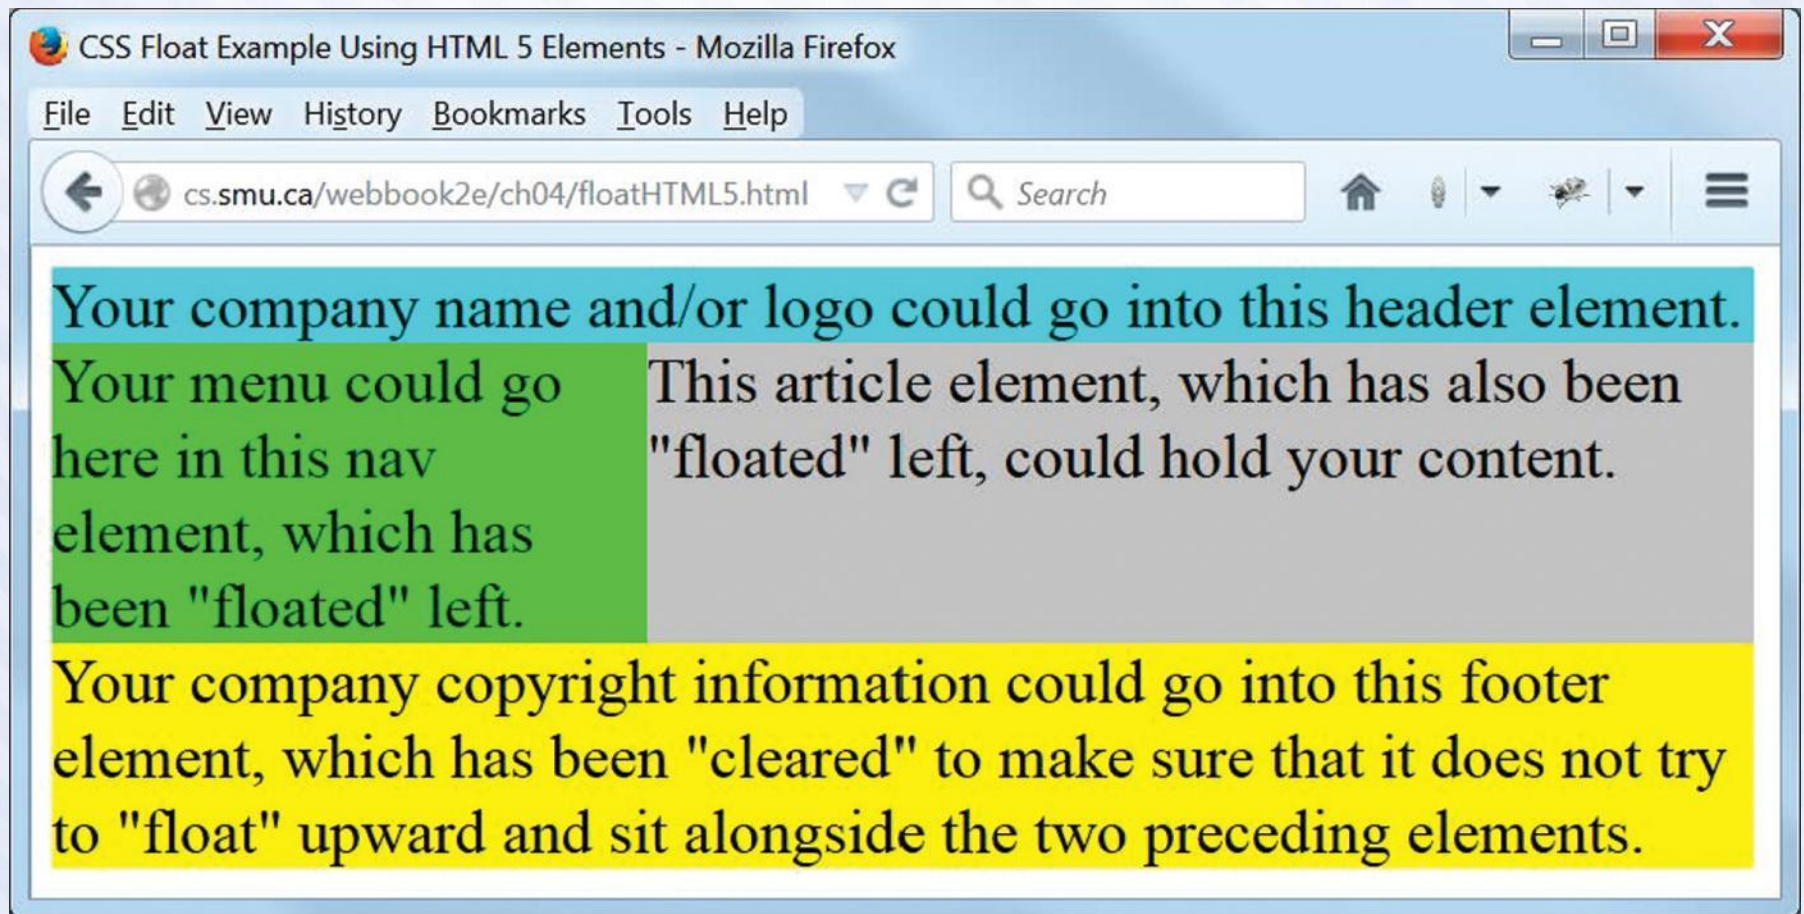 CSS Float Example Using HTML 5 Elements - Mozilla Firefox
File Edit View History Bookmarks Tools Help
cs.smu.ca/webbook2e/ch04/floatHTML5.html Search
Your company name and/or logo could go into this header element.
Your menu could go
here in this nav
element, which has
been "floated" left.
This article element, which has also been
"floated" left, could hold your content.
Your company copyright information could go into this footer
element, which has been "cleared" to make sure that it does not try
to "float" upward and sit alongside the two preceding elements.